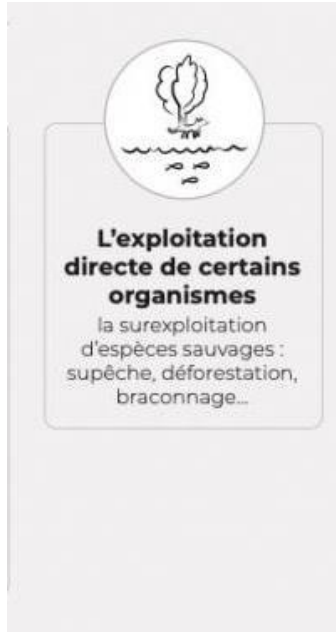 L'exploitation
directe de certains
organismes
la surexploitation
d'espèces sauvages :
supêche, déforestation,
braconnage...